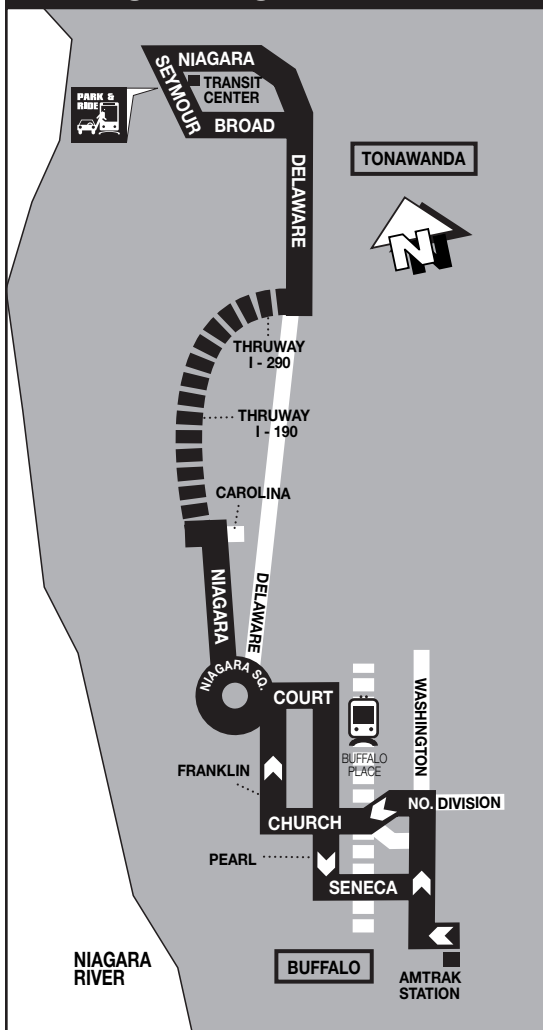 NIAGARA
SEYMOUR
TRANSIT
CENTER
PARK &
RIDE
BROAD
DELAWARE
TONAWANDA
N
THRUWAY
I - 290
THRUWAY
I - 190
CAROLINA
NIAGARA
DELAWARE
NIAGARA SQ.
COURT
WASHINGTON
BUFFALO
PLACE
FRANKLIN
NO. DIVISION
CHURCH
PEARL
SENECA
NIAGARA
RIVER
BUFFALO
AMTRAK
STATION